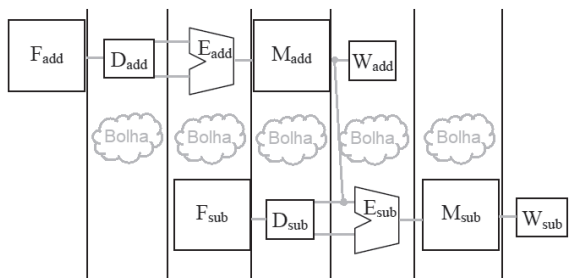 F_add D_add E_add M_add W_add
Bolha Bolha Bolha Bolha Bolha
F_sub D_sub E_sub M_sub W_sub